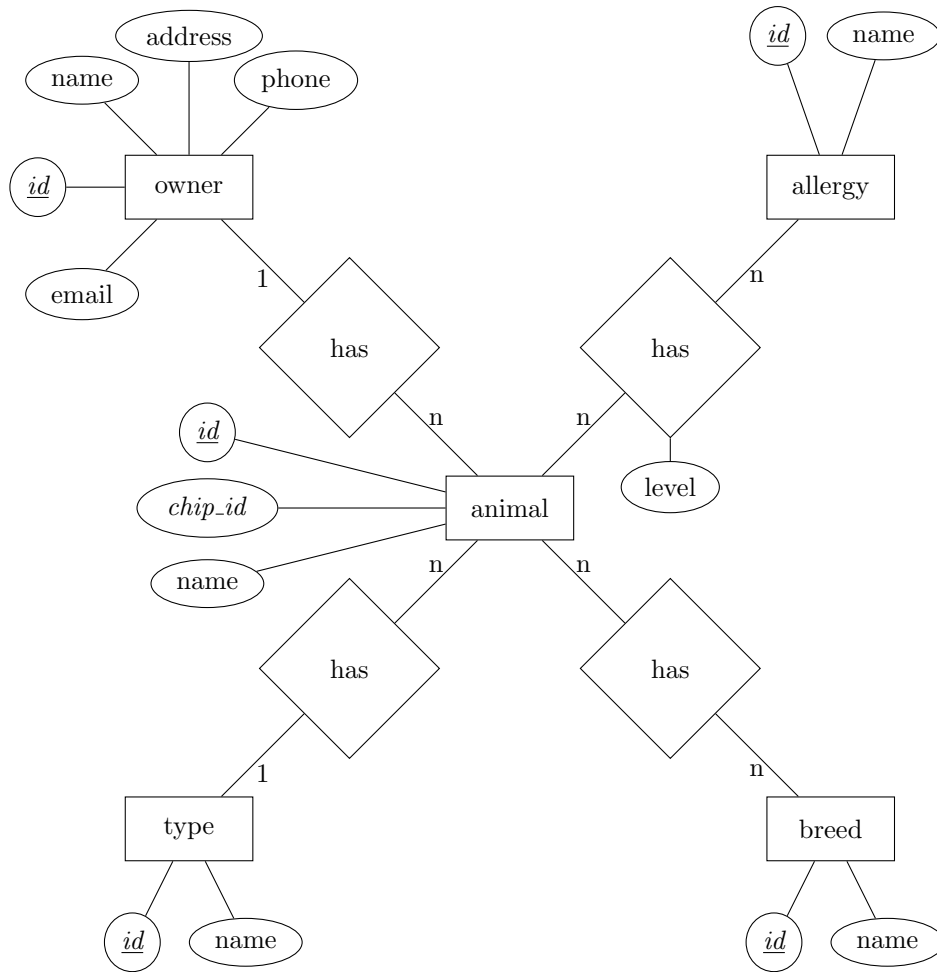 address
id
name
name
phone
id
owner
allergy
email
1
n
has
has
id
n
n
level
chip_id
animal
name
n
n
has
has
1
n
type
breed
id
name
id
name